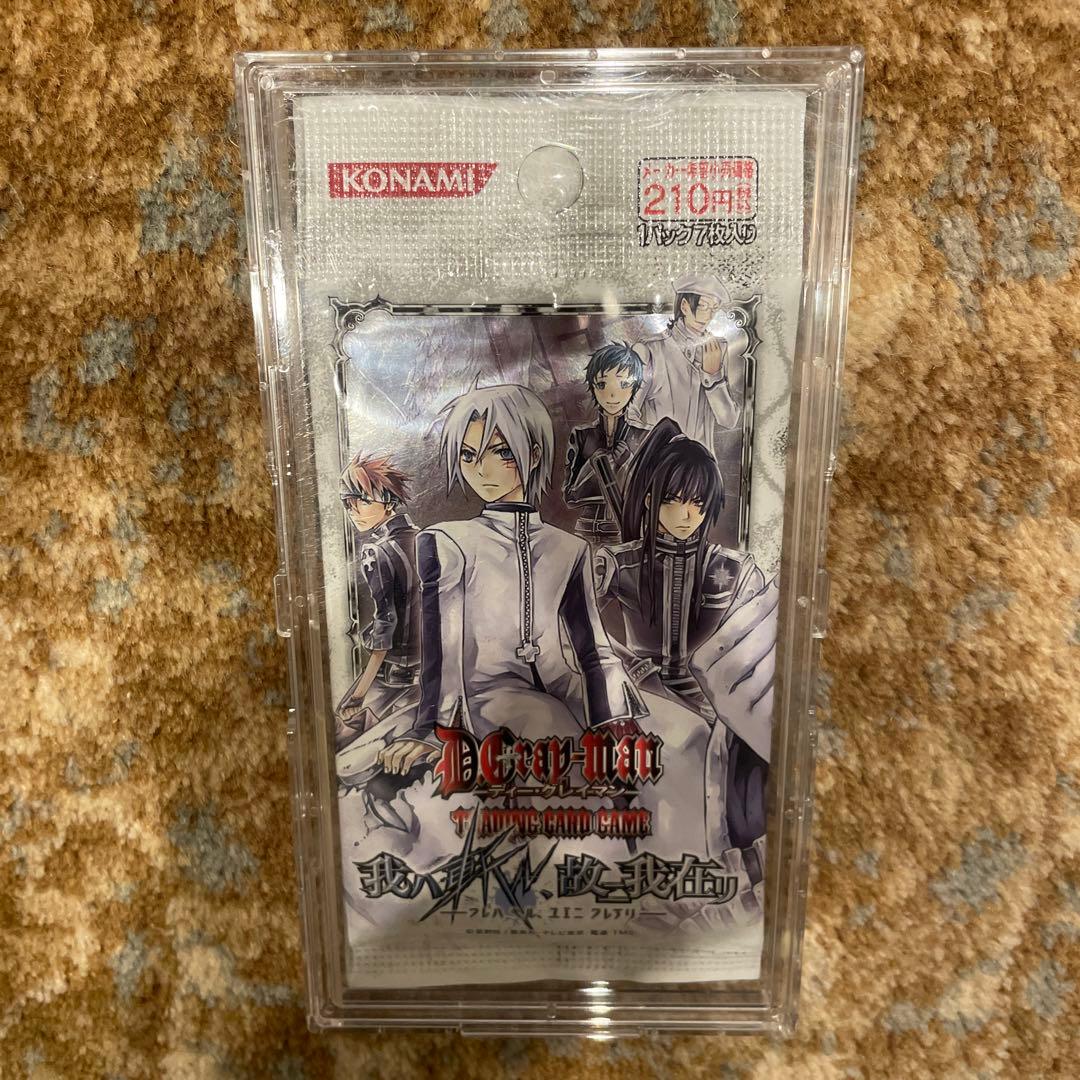 KONAMI
メーカー希望小売価格
210円
1パック7枚入り
D.Gray-man
ディー・グレイマン
TRADING CARD GAME
我ハ戦ウ、故ニ我在リ